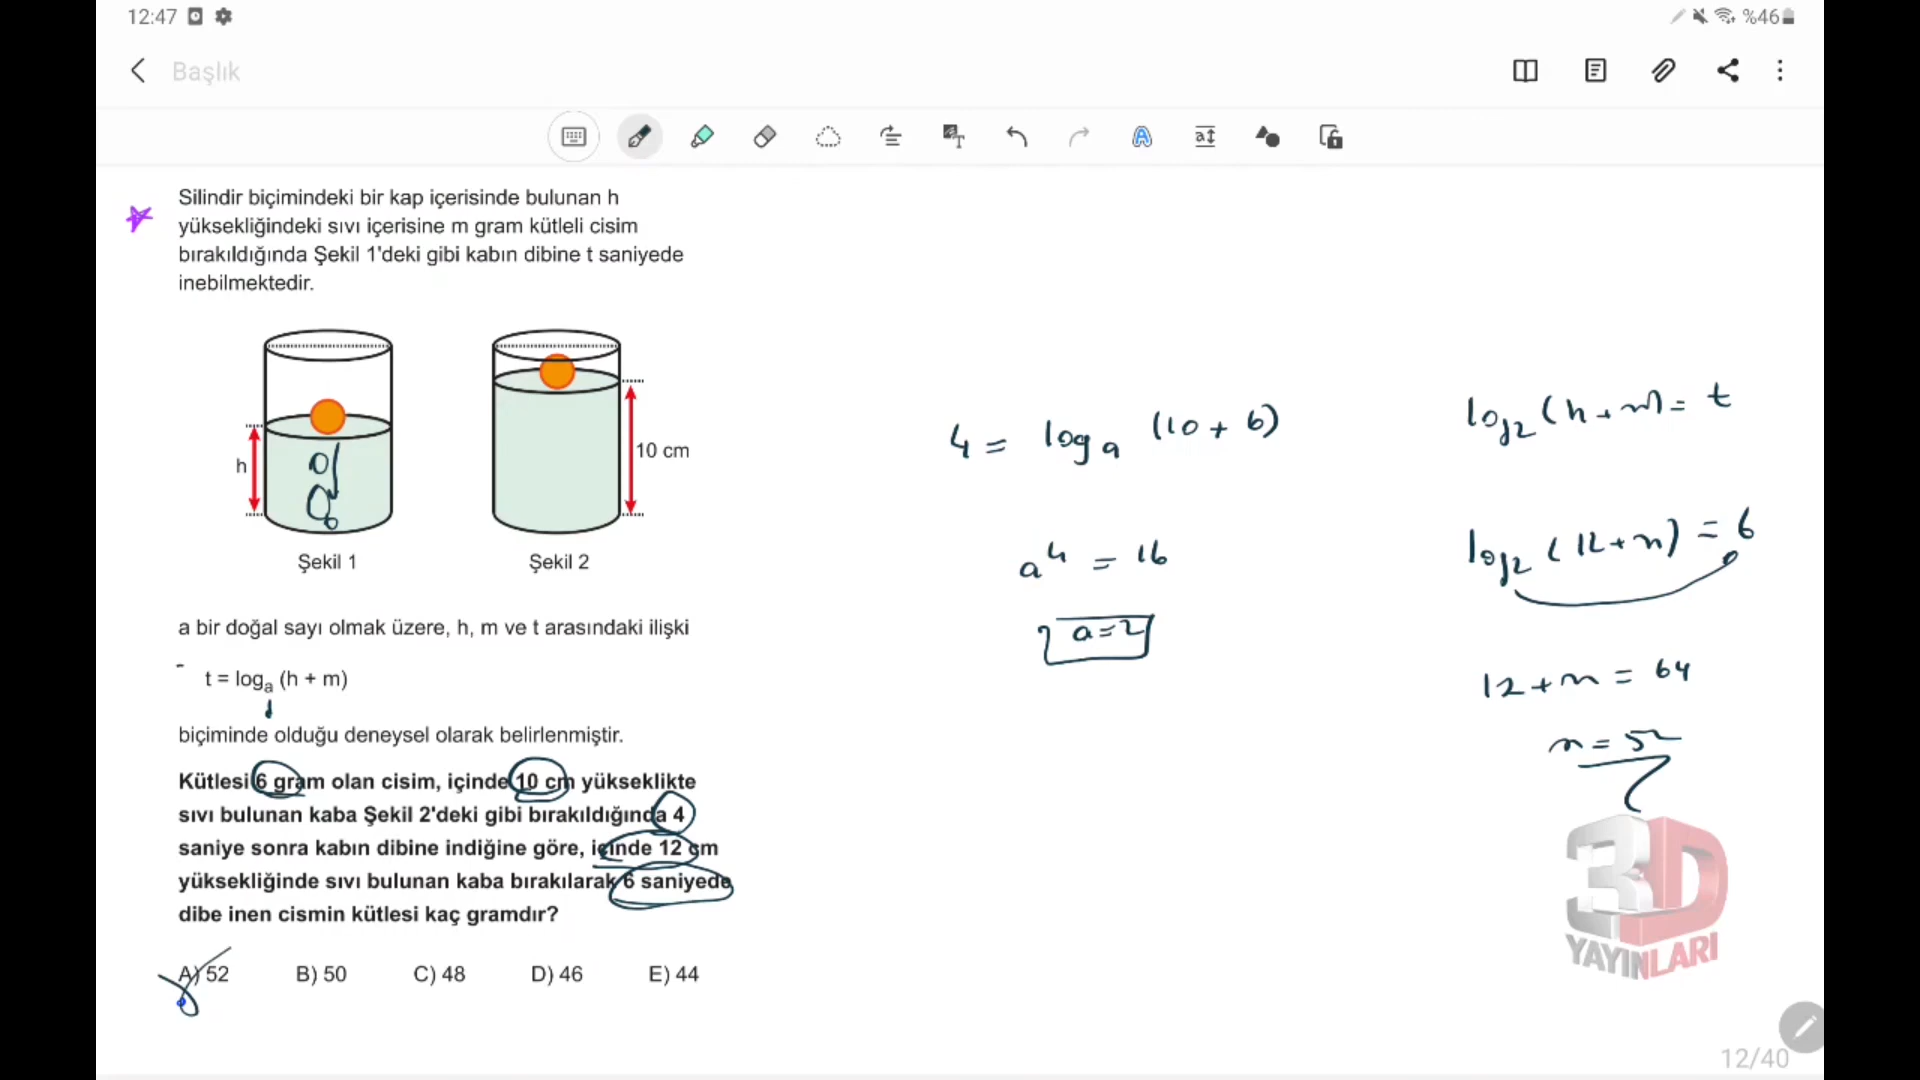 12:47
%46
Başlık
Silindir biçimindeki bir kap içerisinde bulunan h
yüksekliğindeki sıvı içerisine m gram kütleli cisim
bırakıldığında Şekil 1'deki gibi kabın dibine t saniyede
inebilmektedir.
h
10 cm
Şekil 1
Şekil 2
a bir doğal sayı olmak üzere, h, m ve t arasındaki ilişki
t = logₐ (h + m)
biçiminde olduğu deneysel olarak belirlenmiştir.
Kütlesi 6 gram olan cisim, içinde 10 cm yükseklikte
sıvı bulunan kaba Şekil 2'deki gibi bırakıldığında 4
saniye sonra kabın dibine indiğine göre, içinde 12 cm
yüksekliğinde sıvı bulunan kaba bırakılarak 6 saniyede
dibe inen cismin kütlesi kaç gramdır?
A) 52 B) 50 C) 48 D) 46 E) 44
4 = logₐ (10 + 6)
a⁴ = 16
a = 2
log₂ (h + m) = t
log₂ (12 + m) = 6
12 + m = 64
m = 52
3D
YAYINLARI
12/40